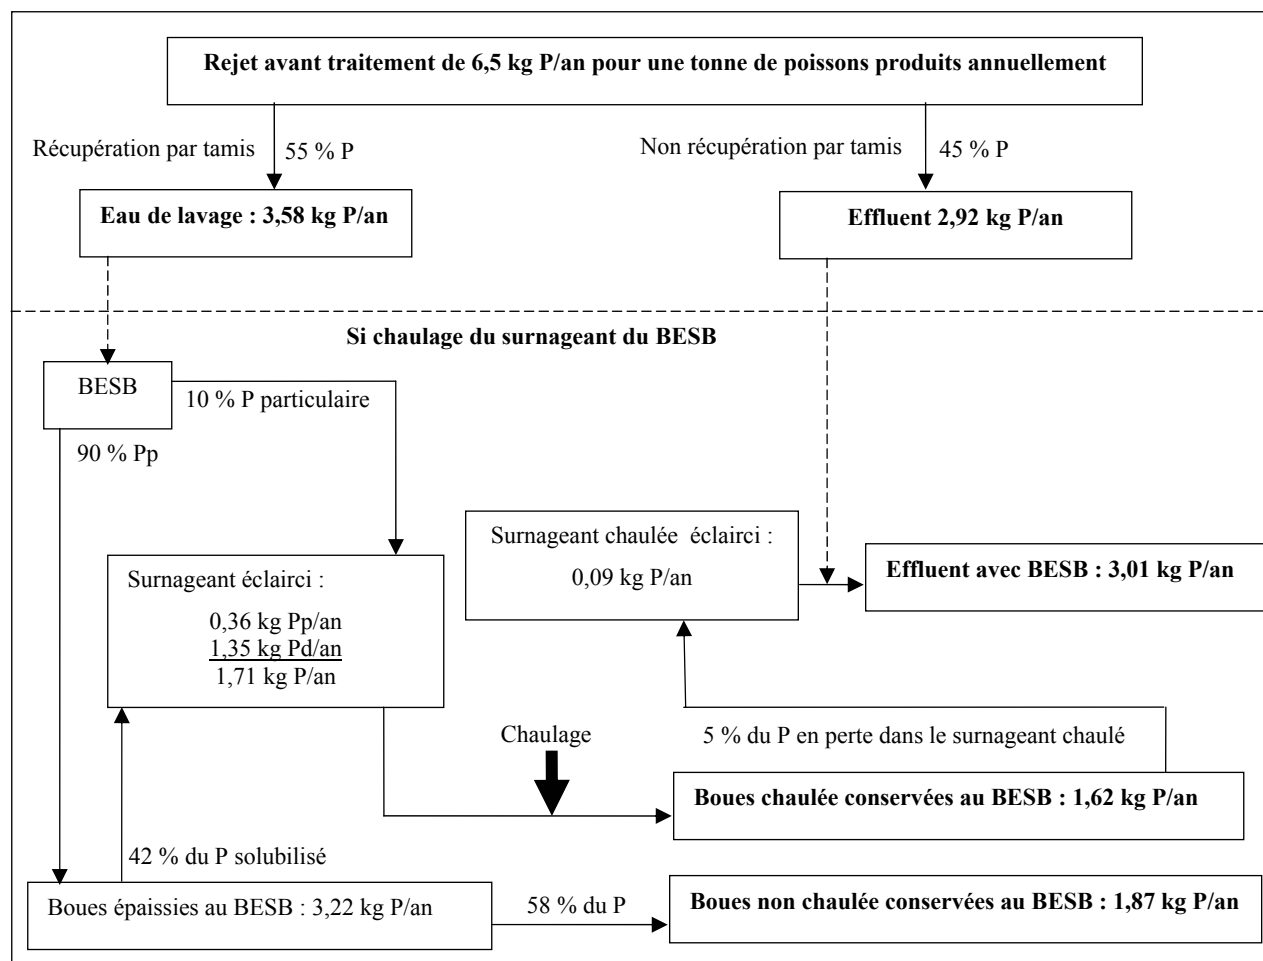 Rejet avant traitement de 6,5 kg P/an pour une tonne de poissons produits annuellement
Récupération par tamis
55 % P
Non récupération par tamis
45 % P
Eau de lavage : 3,58 kg P/an
Effluent 2,92 kg P/an
Si chaulage du surnageant du BESB
BESB
10 % P particulaire
90 % Pp
Surnageant éclairci :
0,36 kg Pp/an
1,35 kg Pd/an
1,71 kg P/an
Surnageant chaulée éclairci :
0,09 kg P/an
Effluent avec BESB : 3,01 kg P/an
Chaulage
5 % du P en perte dans le surnageant chaulé
Boues chaulée conservées au BESB : 1,62 kg P/an
42 % du P solubilisé
Boues épaissies au BESB : 3,22 kg P/an
58 % du P
Boues non chaulée conservées au BESB : 1,87 kg P/an